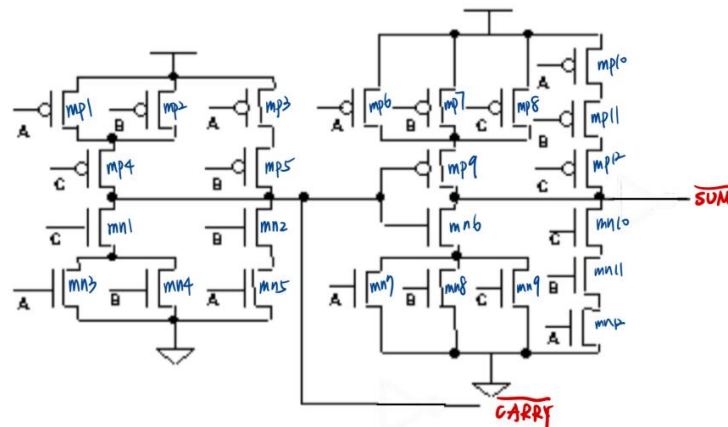 mp10
A
mp1 mp2 mp3 mp6 mp7 mp8
A B A A B C mp11
B
mp4 mp5 mp9 mp12
C B C
SUM
mn1 mn2 mn6 mn10
C B C
mn3 mn4 mn5 mn7 mn8 mn9 mn11
A B A A B C B
mn12
A
CARRY